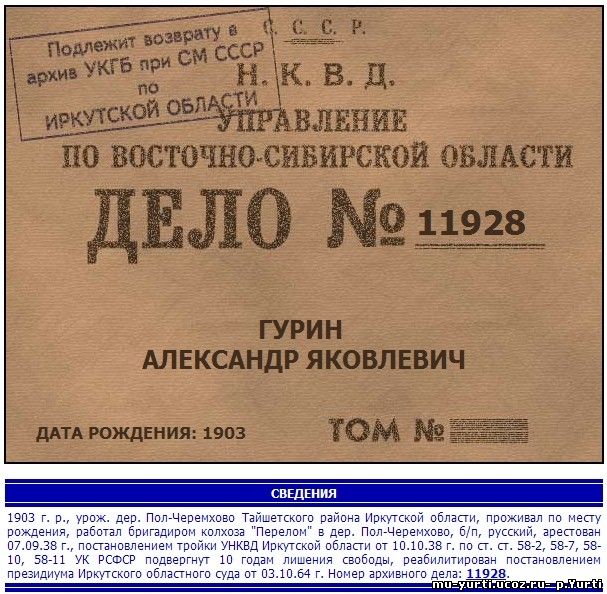 Подлежит возврату в
архив УКГБ при СМ СССР
по
ИРКУТСКОЙ ОБЛАСТИ
С. С. С. Р.
Н. К. В. Д.
УПРАВЛЕНИЕ
ПО ВОСТОЧНО-СИБИРСКОЙ ОБЛАСТИ
ДЕЛО № 11928
ГУРИН
АЛЕКСАНДР ЯКОВЛЕВИЧ
ДАТА РОЖДЕНИЯ: 1903
ТОМ №
СВЕДЕНИЯ
1903 г. р., урож. дер. Пол-Черемхово Тайшетского района Иркутской области, проживал по месту
рождения, работал бригадиром колхоза "Перелом" в дер. Пол-Черемхово, б/п, русский, арестован
07.09.38 г., постановлением тройки УНКВД Иркутской области от 10.10.38 г. по ст. ст. 58-2, 58-7, 58-
10, 58-11 УК РСФСР подвергнут 10 годам лишения свободы, реабилитирован постановлением
президиума Иркутского областного суда от 03.10.64 г. Номер архивного дела: 11928.
mu-yurti.ucoz.ru- p.Yurti